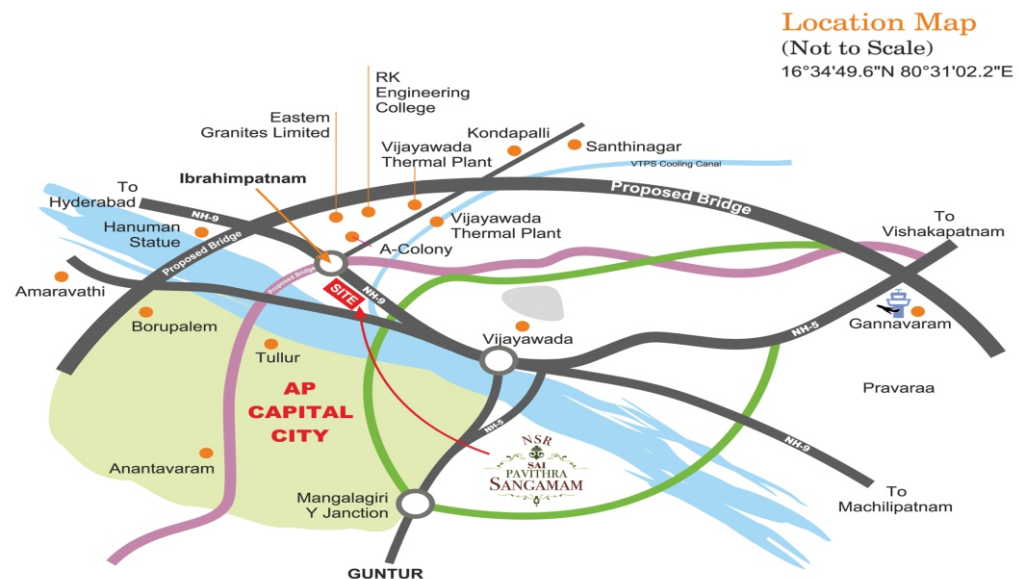 Location Map
(Not to Scale)
16°34'49.6"N 80°31'02.2"E
RK
Engineering
College
Eastem
Granites Limited
Kondapalli
Santhinagar
Vijayawada
Thermal Plant
VTPS Cooling Canal
Ibrahimpatnam
To
Hyderabad
NH-9
Proposed Bridge
To
Vishakapatnam
Hanuman
Statue
Vijayawada
Thermal Plant
A-Colony
Proposed Bridge
Proposed Bridge
Amaravathi
SITE
NH-9
Borupalem
Gannavaram
NH-5
Vijayawada
Tullur
Pravaraa
AP
CAPITAL
CITY
NH-5
NH-9
NSR
SAI
PAVITHRA
SANGAMAM
Anantavaram
Mangalagiri
Y Janction
To
Machilipatnam
GUNTUR